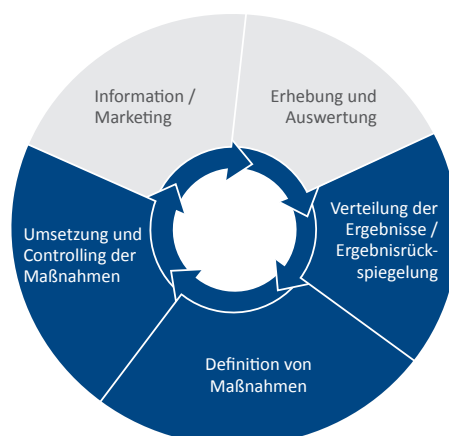 Information /
Marketing
Erhebung und
Auswertung
Verteilung der
Ergebnisse /
Ergebnisrück-
spiegelung
Definition von
Maßnahmen
Umsetzung und
Controlling der
Maßnahmen